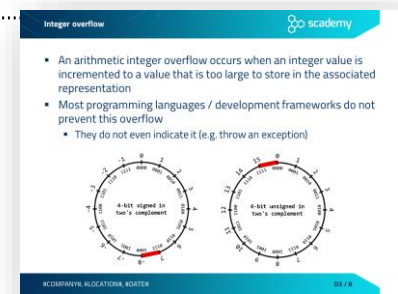 Integer overflow
scademy
▪ An arithmetic integer overflow occurs when an integer value is
incremented to a value that is too large to store in the associated
representation
▪ Most programming languages / development frameworks do not
prevent this overflow
▪ They do not even indicate it (e.g. throw an exception)
4-bit signed in
two's complement
4-bit unsigned in
two's complement
#COMPANY#, #LOCATION#, #DATE#
05 / 8